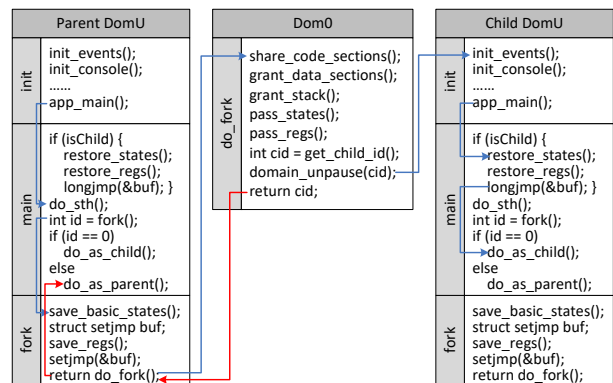 Parent DomU
init
init_events();
init_console();
......
app_main();
main
if (isChild) {
restore_states();
restore_regs();
longjmp(&buf); }
do_sth();
int id = fork();
if (id == 0)
do_as_child();
else
do_as_parent();
fork
save_basic_states();
struct setjmp buf;
save_regs();
setjmp(&buf);
return do_fork();
Dom0
do_fork
share_code_sections();
grant_data_sections();
grant_stack();
pass_states();
pass_regs();
int cid = get_child_id();
domain_unpause(cid);
return cid;
Child DomU
init
init_events();
init_console();
......
app_main();
main
if (isChild) {
restore_states();
restore_regs();
longjmp(&buf); }
do_sth();
int id = fork();
if (id == 0)
do_as_child();
else
do_as_parent();
fork
save_basic_states();
struct setjmp buf;
save_regs();
setjmp(&buf);
return do_fork();